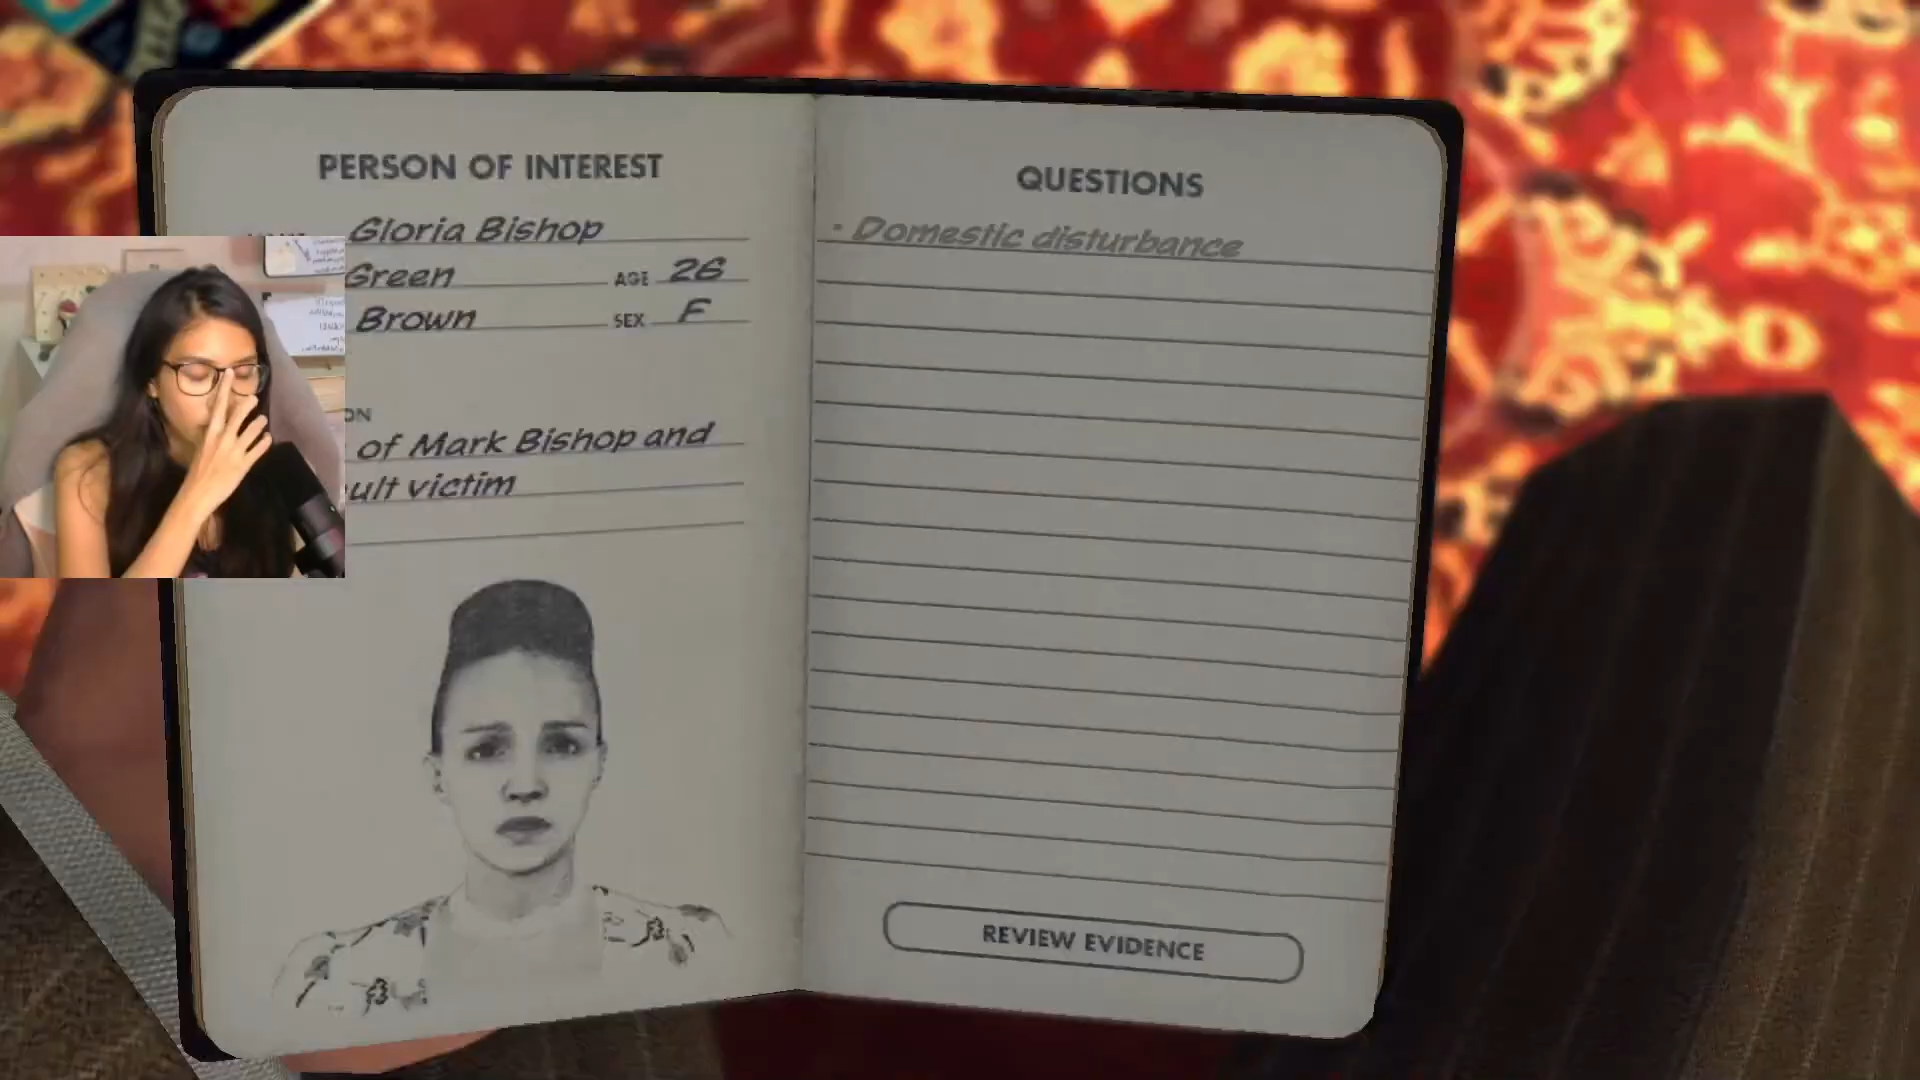 PERSON OF INTEREST
Gloria Bishop
Green AGE 26
Brown SEX F
ON
of Mark Bishop and
ult victim
QUESTIONS
- Domestic disturbance
REVIEW EVIDENCE